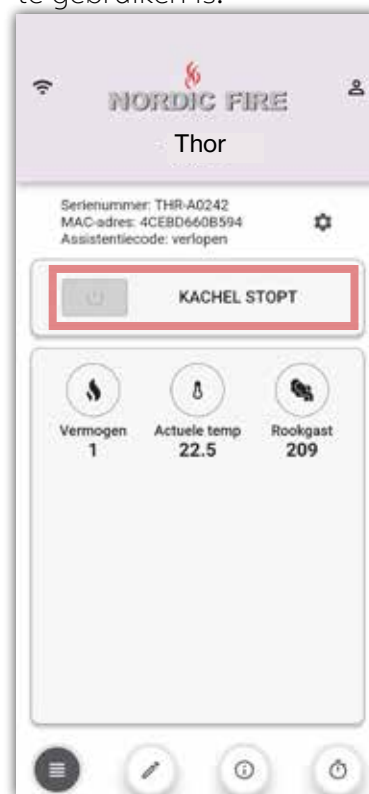 te gebruiken is.
NORDIC FIRE
Thor
Serienummer: THR-A0242
MAC-adres: 4CEBD660B594
Assistentiecode: verlopen
KACHEL STOPT
Vermogen Actuele temp Rookgast
1 22.5 209